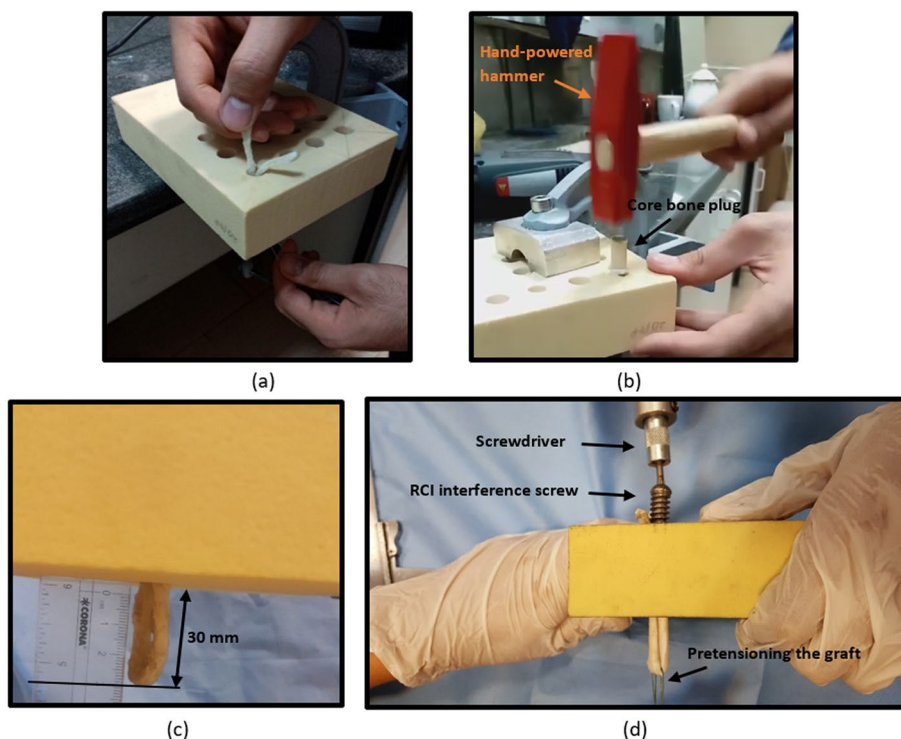 Hand-powered
hammer
Core bone plug
(a)
(b)
Screwdriver
RCI interference screw
CORONA
30 mm
Pretensioning the graft
(c)
(d)